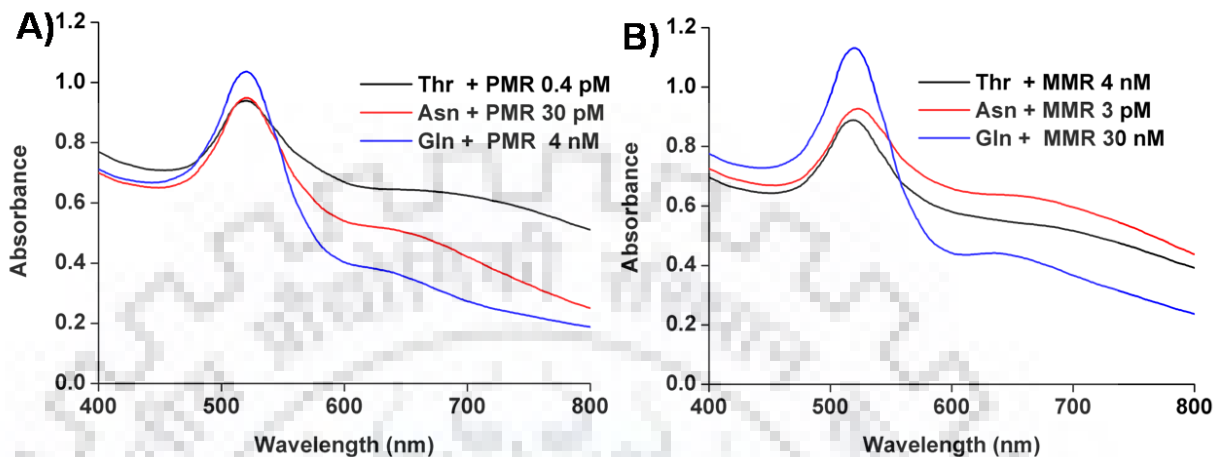 A)
1.2
1.0
0.8
0.6
0.4
0.2
0.0
Absorbance
Thr + PMR 0.4 pM
Asn + PMR 30 pM
Gln + PMR 4 nM
400 500 600 700 800
Wavelength (nm)
B)
1.2
1.0
0.8
0.6
0.4
0.2
0.0
Absorbance
Thr + MMR 4 nM
Asn + MMR 3 pM
Gln + MMR 30 nM
400 500 600 700 800
Wavelength (nm)